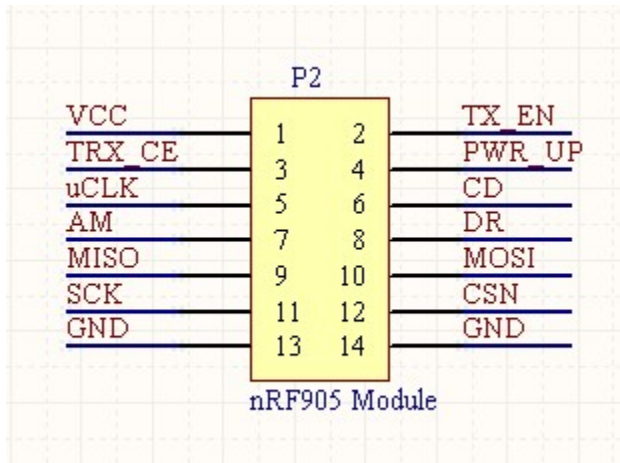 P2
VCC 1 2 TX_EN
TRX_CE 3 4 PWR_UP
uCLK 5 6 CD
AM 7 8 DR
MISO 9 10 MOSI
SCK 11 12 CSN
GND 13 14 GND
nRF905 Module